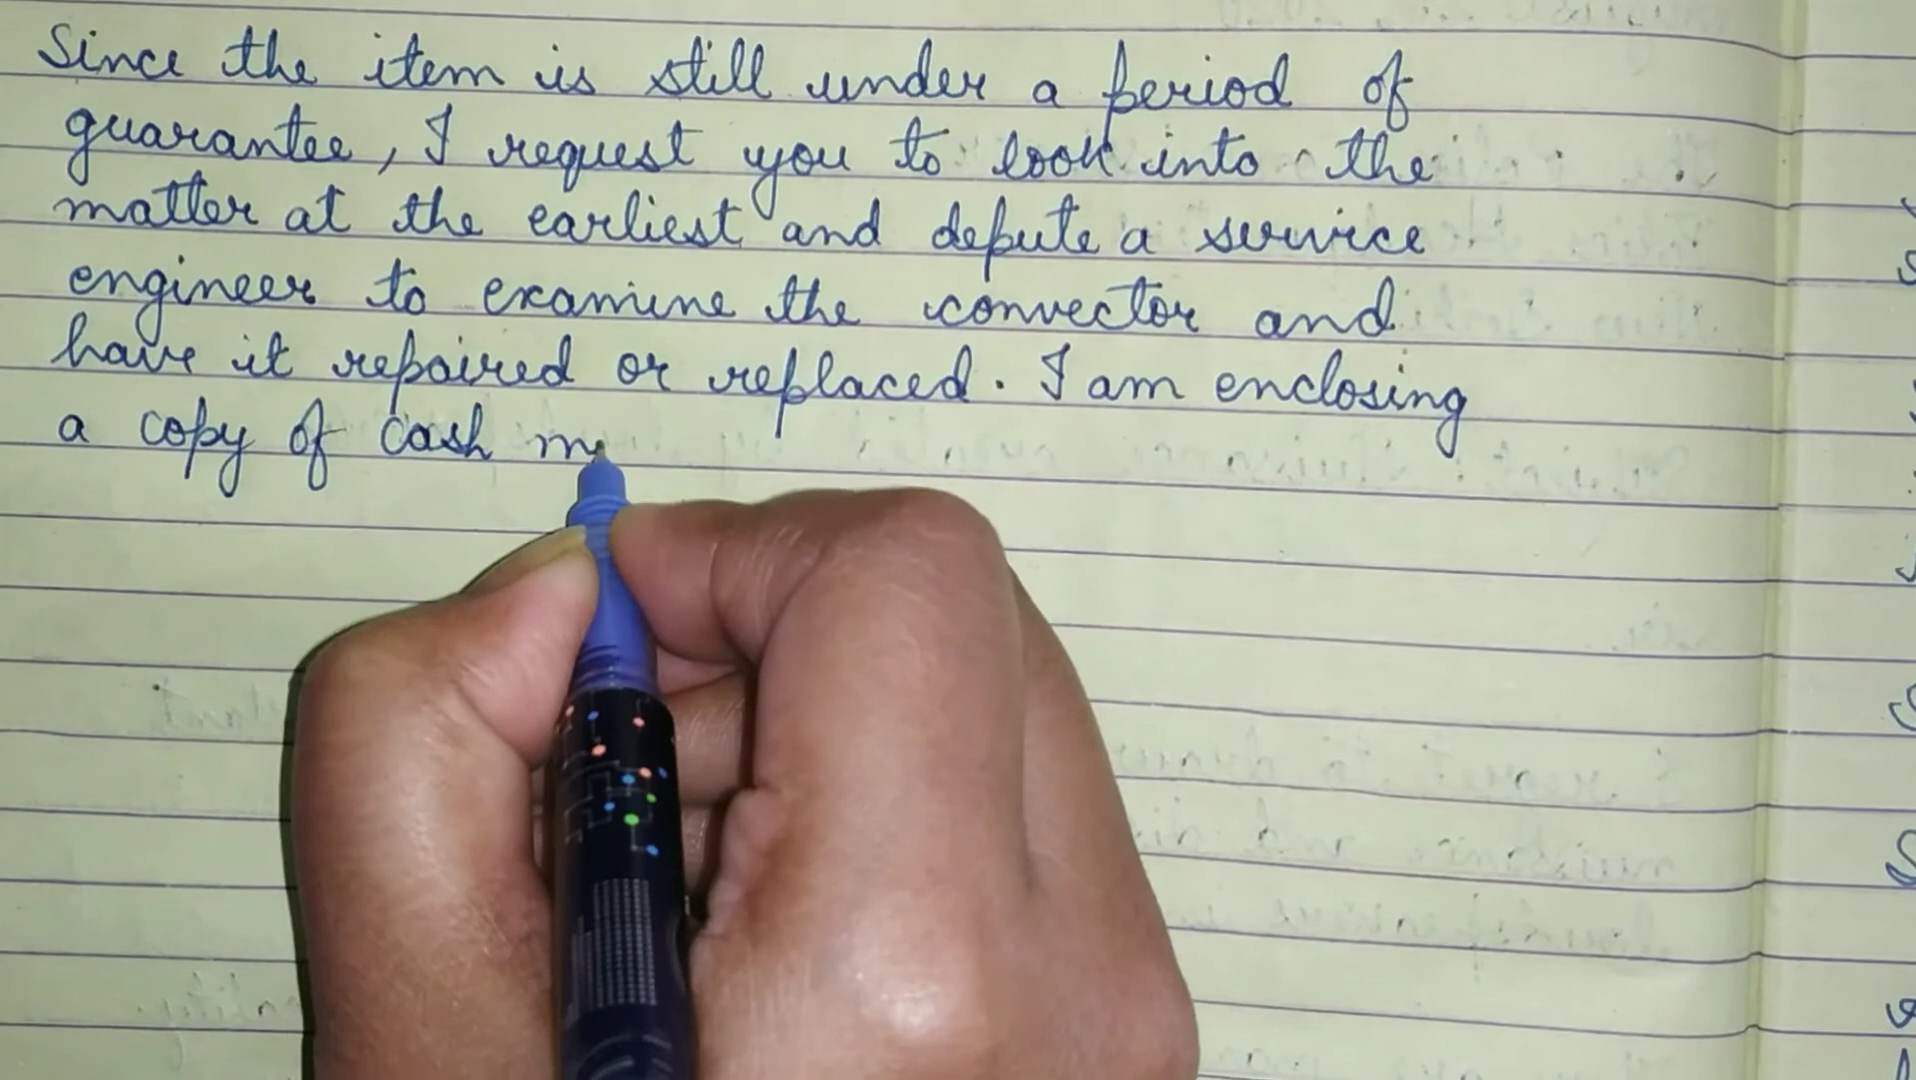 Since the item is still under a period of
guarantee, I request you to look into the
matter at the earliest and depute a service
engineer to examine the convector and
have it repaired or replaced. I am enclosing
a copy of cash m